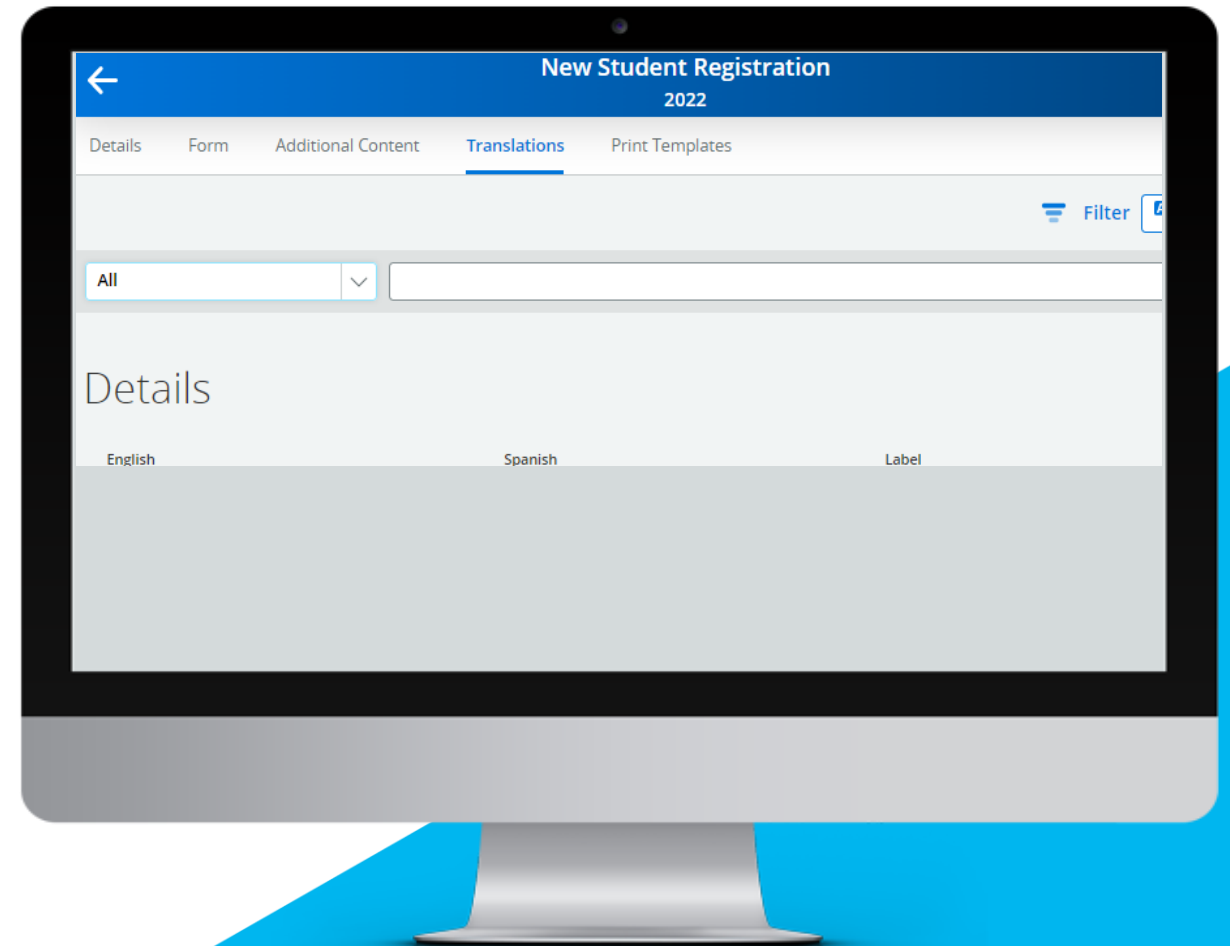 New Student Registration
2022
Details Form Additional Content Translations Print Templates
Filter
All
Details
English Spanish Label